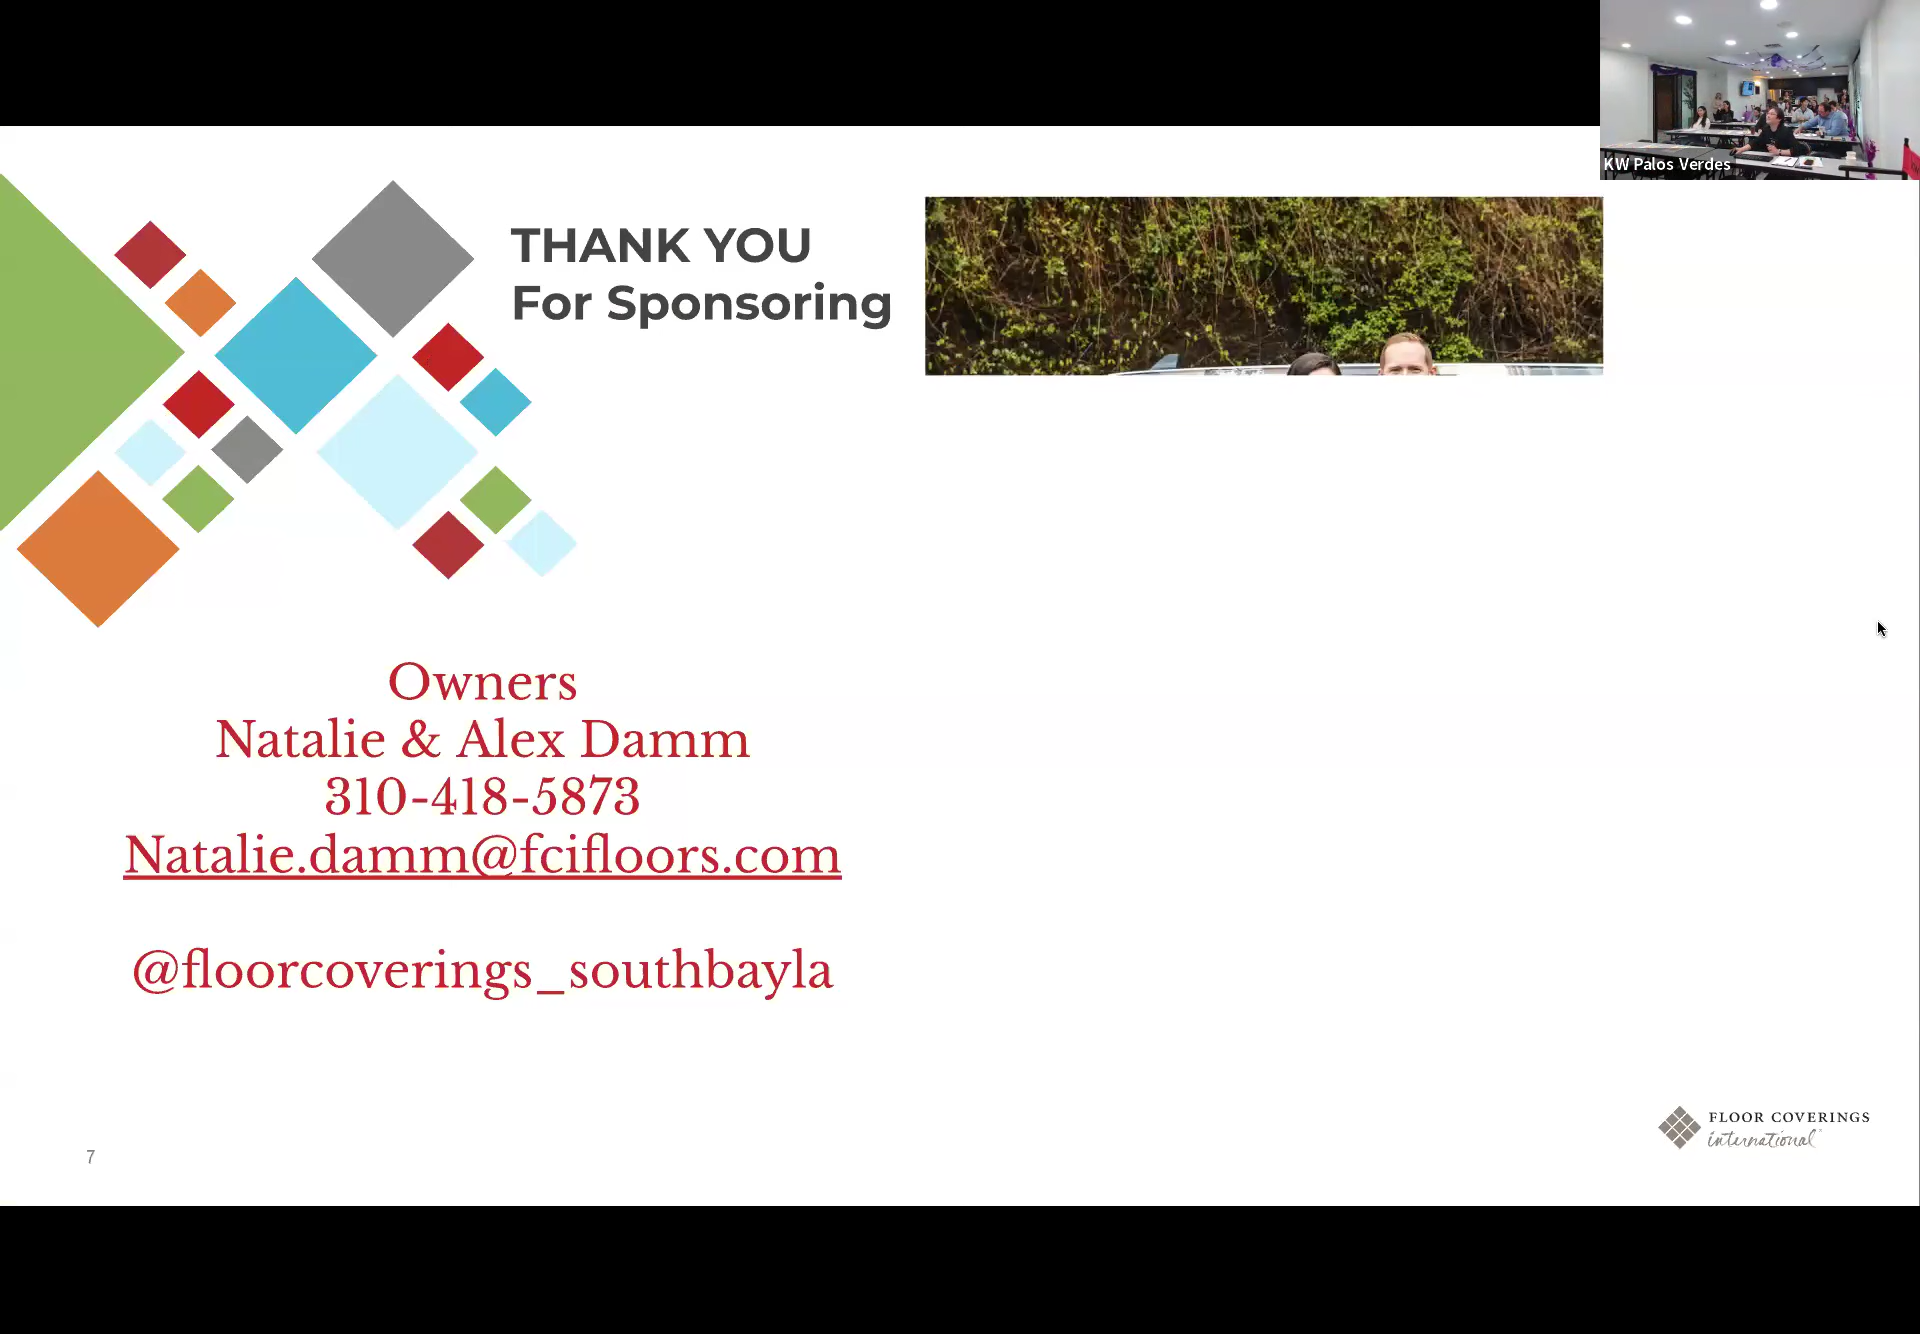 KW Palos Verdes
THANK YOU
For Sponsoring
Owners
Natalie & Alex Damm
310-418-5873
Natalie.damm@fcifloors.com
@floorcoverings_southbayla
FLOOR COVERINGS
international
7